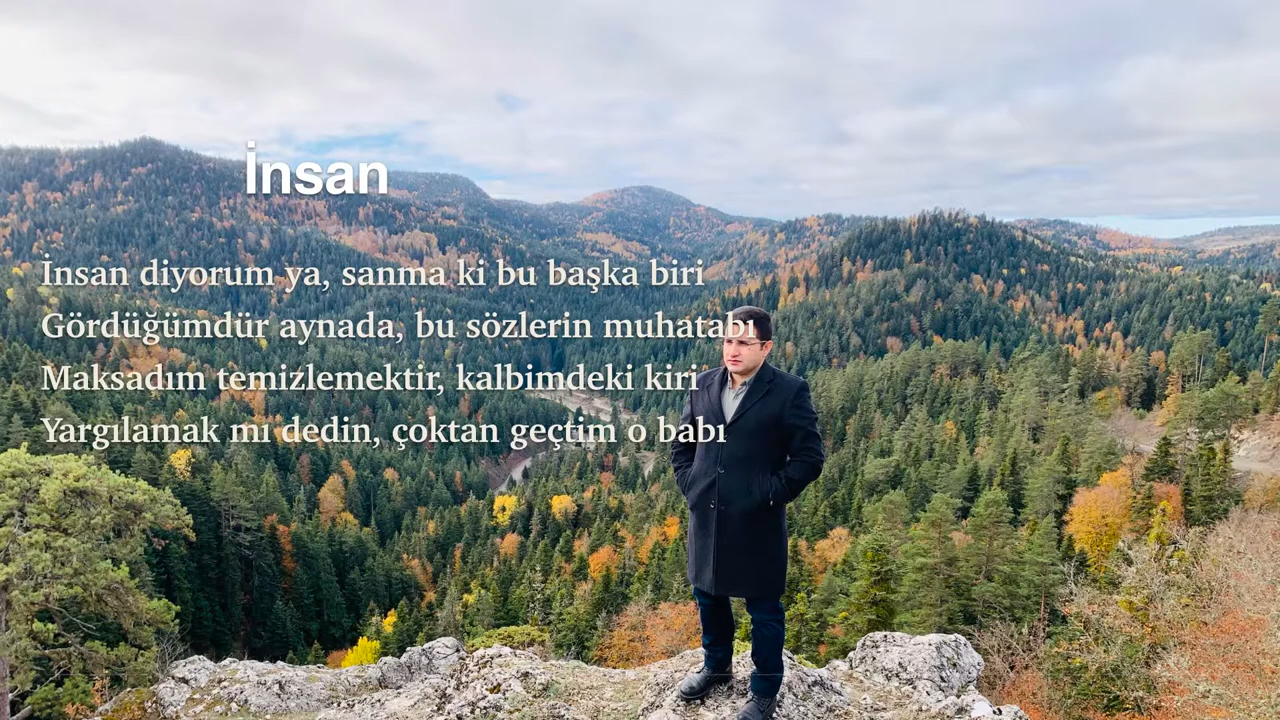 İnsan
İnsan diyorum ya, sanma ki bu başka biri
Gördüğümdür aynada, bu sözlerin muhatabı
Maksadım temizlemektir, kalbimdeki kiri
Yargılamak mı dedin, çoktan geçtim o babı